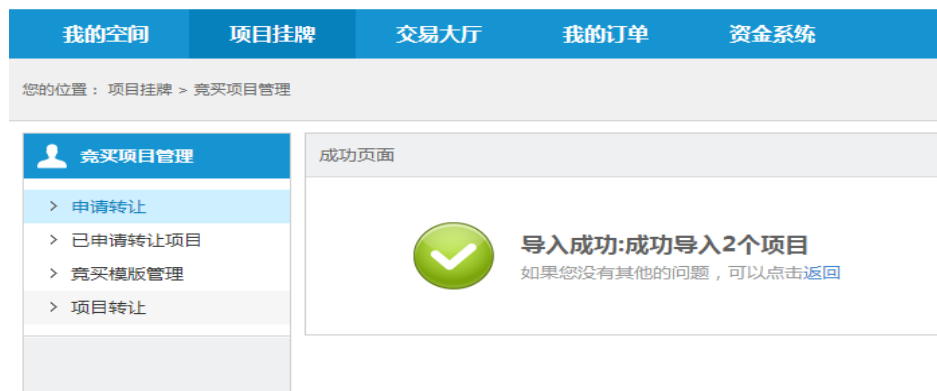 我的空间 项目挂牌 交易大厅 我的订单 资金系统
您的位置： 项目挂牌 > 竞买项目管理
竞买项目管理
> 申请转让
> 已申请转让项目
> 竞买模版管理
> 项目转让
成功页面
导入成功:成功导入2个项目
如果您没有其他的问题，可以点击返回